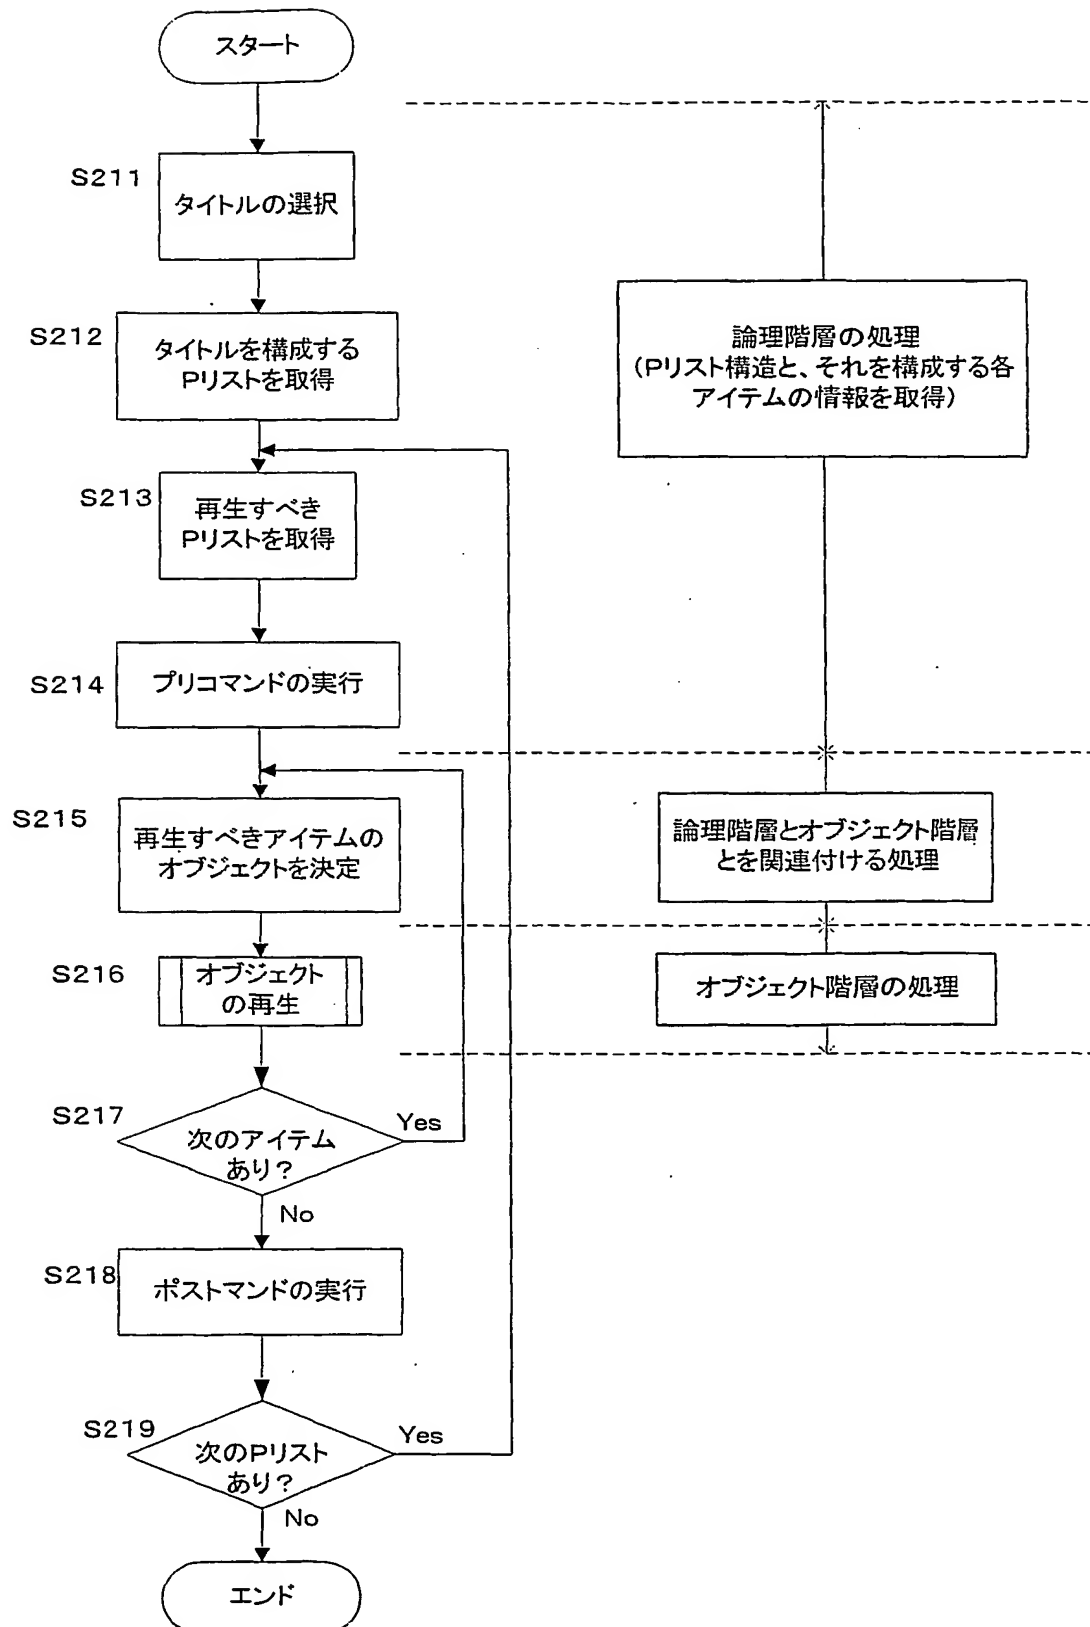 スタート
S211
タイトルの選択
S212
タイトルを構成する
Pリストを取得
論理階層の処理
(Pリスト構造と、それを構成する各
アイテムの情報を取得)
S213
再生すべき
Pリストを取得
S214
プリコマンドの実行
S215
再生すべきアイテムの
オブジェクトを決定
論理階層とオブジェクト階層
とを関連付ける処理
S216
オブジェクト
の再生
オブジェクト階層の処理
S217
次のアイテム
あり?
Yes
No
S218
ポストマンドの実行
S219
次のPリスト
あり?
Yes
No
エンド